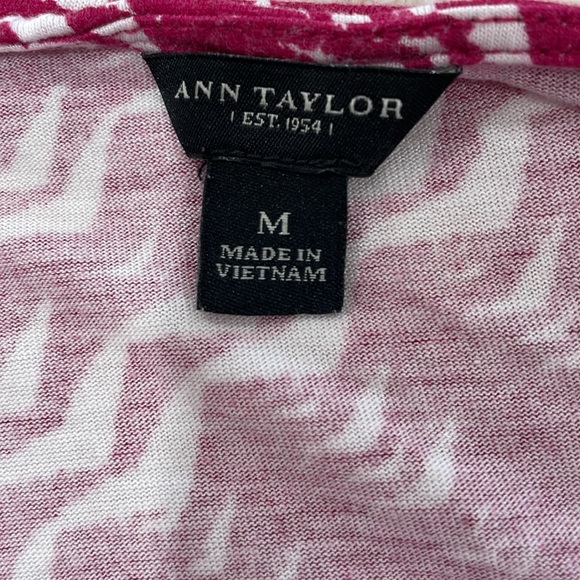 ANN TAYLOR
| EST. 1954 |
M
MADE IN
VIETNAM